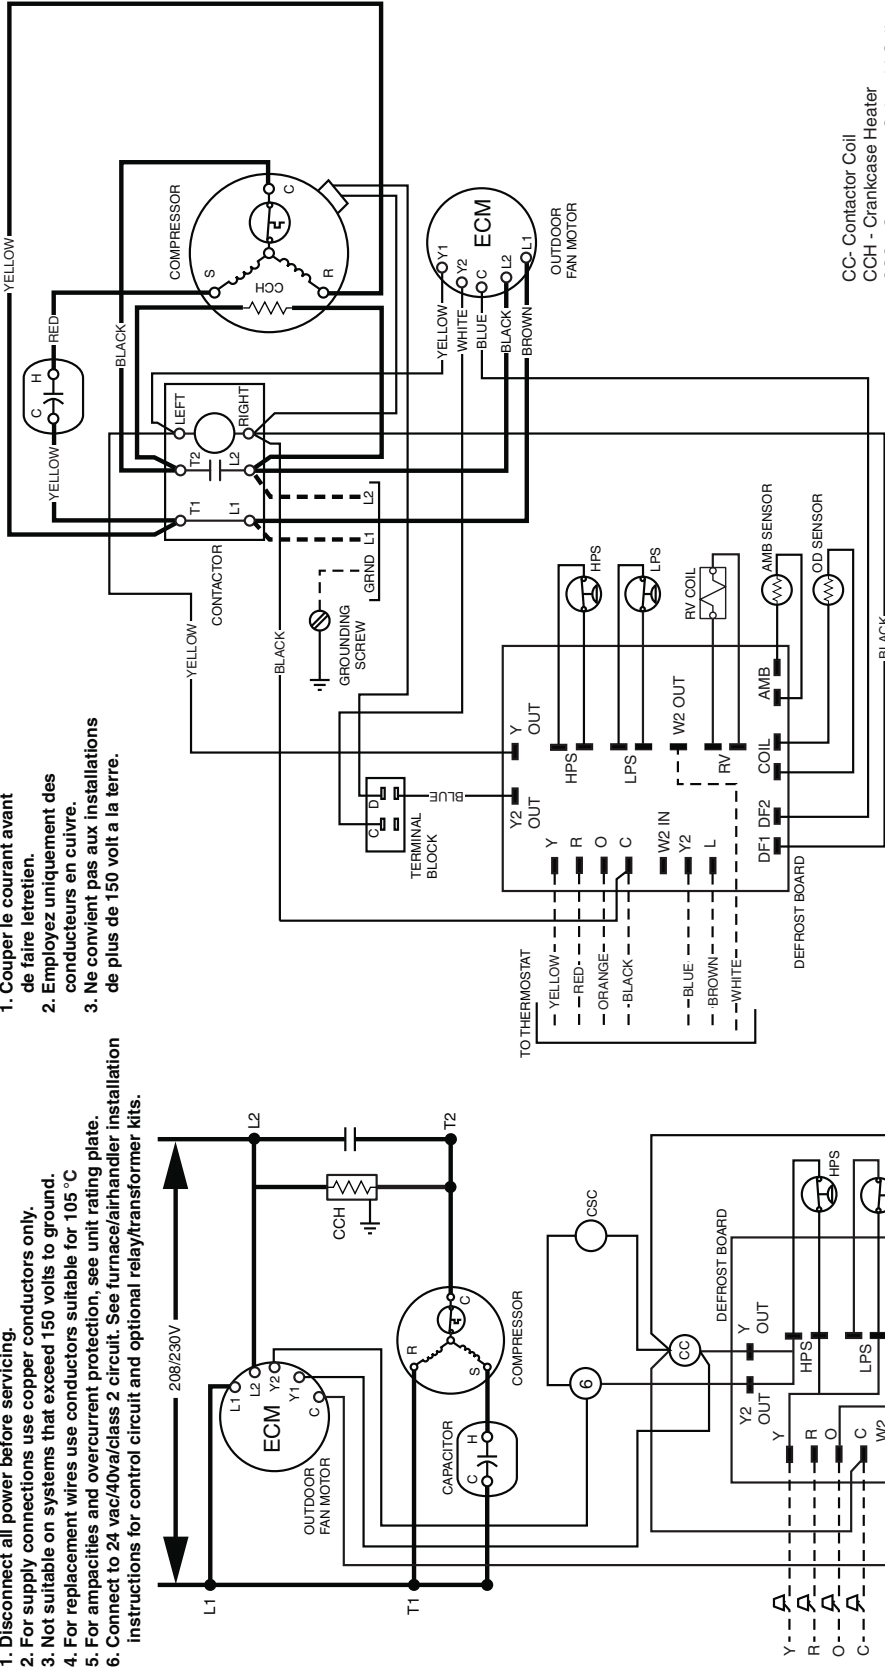 1. Disconnect all power before servicing.
2. For supply connections use copper conductors only.
3. Not suitable on systems that exceed 150 volts to ground.
4. For replacement wires use conductors suitable for 105 °C
5. For ampacities and overcurrent protection, see unit rating plate.
6. Connect to 24 vac/40va/class 2 circuit. See furnace/airhandler installation
instructions for control circuit and optional relay/transformer kits.
1. Couper le courant avant
de faire letretien.
2. Employez uniquement des
conducteurs en cuivre.
3. Ne convient pas aux installations
de plus de 150 volt a la terre.
208/230V
L1
L2
T1
T2
CCH
L1
L2
Y2
Y1
C
ECM
OUTDOOR
FAN MOTOR
R
S
C
COMPRESSOR
CAPACITOR
C
H
6
CSC
CC
DEFROST BOARD
Y2
OUT
Y
OUT
HPS
HPS
LPS
Y
R
O
C
W2
Y
R
O
C
YELLOW
YELLOW
RED
C
H
BLACK
COMPRESSOR
S
R
C
CCH
CONTACTOR
T1
T2
LEFT
L1
L2
RIGHT
YELLOW
BLACK
GROUNDING
SCREW
GRND
L1
L2
YELLOW
WHITE
BLUE
BLACK
BROWN
Y1
Y2
C
L2
L1
ECM
OUTDOOR
FAN MOTOR
TERMINAL
BLOCK
C
D
BLUE
Y2
OUT
Y
OUT
HPS
LPS
W2 OUT
RV
HPS
LPS
RV COIL
AMB SENSOR
OD SENSOR
Y
R
O
C
W2 IN
Y2
L
DF1
DF2
COIL
AMB
DEFROST BOARD
TO THERMOSTAT
YELLOW
RED
ORANGE
BLACK
BLUE
BROWN
WHITE
BLACK
CC- Contactor Coil
CCH - Crankcase Heater